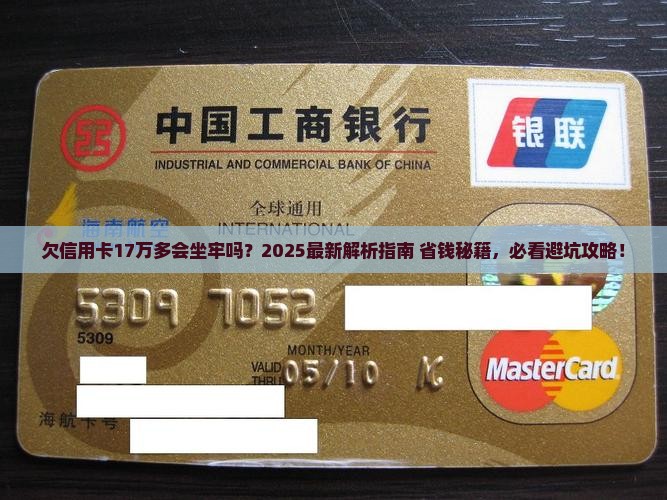 中国工商银行
INDUSTRIAL AND COMMERCIAL BANK OF CHINA
银联
全球通用
海南航空
INTERNATIONAL
欠信用卡17万多会坐牢吗？2025最新解析指南 省钱秘籍，必看避坑攻略！
5309 7052
5309
MONTH/YEAR
VALID THRU 05/10
MasterCard
海航卡号